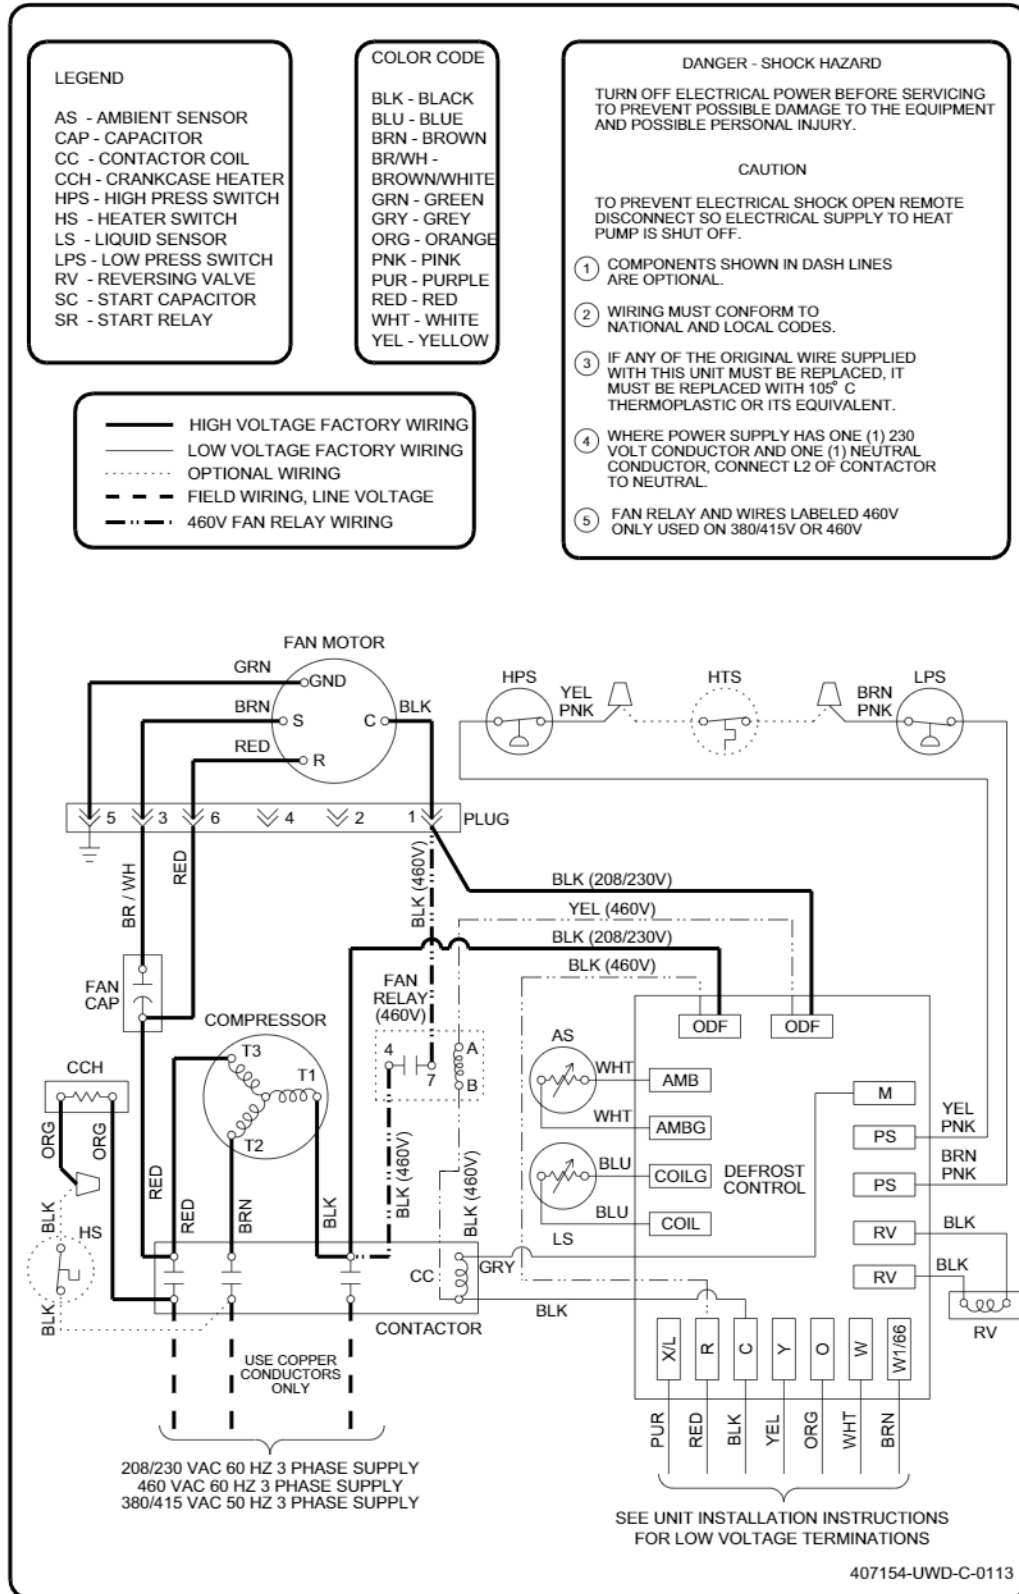 LEGEND
AS - AMBIENT SENSOR
CAP - CAPACITOR
CC - CONTACTOR COIL
CCH - CRANKCASE HEATER
HPS - HIGH PRESS SWITCH
HS - HEATER SWITCH
LS - LIQUID SENSOR
LPS - LOW PRESS SWITCH
RV - REVERSING VALVE
SC - START CAPACITOR
SR - START RELAY
COLOR CODE
BLK - BLACK
BLU - BLUE
BRN - BROWN
BR/WH -
BROWN/WHITE
GRN - GREEN
GRY - GREY
ORG - ORANGE
PNK - PINK
PUR - PURPLE
RED - RED
WHT - WHITE
YEL - YELLOW
DANGER - SHOCK HAZARD
TURN OFF ELECTRICAL POWER BEFORE SERVICING
TO PREVENT POSSIBLE DAMAGE TO THE EQUIPMENT
AND POSSIBLE PERSONAL INJURY.
CAUTION
TO PREVENT ELECTRICAL SHOCK OPEN REMOTE
DISCONNECT SO ELECTRICAL SUPPLY TO HEAT
PUMP IS SHUT OFF.
1 COMPONENTS SHOWN IN DASH LINES
ARE OPTIONAL.
2 WIRING MUST CONFORM TO
NATIONAL AND LOCAL CODES.
3 IF ANY OF THE ORIGINAL WIRE SUPPLIED
WITH THIS UNIT MUST BE REPLACED, IT
MUST BE REPLACED WITH 105° C
THERMOPLASTIC OR ITS EQUIVALENT.
4 WHERE POWER SUPPLY HAS ONE (1) 230
VOLT CONDUCTOR AND ONE (1) NEUTRAL
CONDUCTOR, CONNECT L2 OF CONTACTOR
TO NEUTRAL.
5 FAN RELAY AND WIRES LABELED 460V
ONLY USED ON 380/415V OR 460V
HIGH VOLTAGE FACTORY WIRING
LOW VOLTAGE FACTORY WIRING
OPTIONAL WIRING
FIELD WIRING, LINE VOLTAGE
460V FAN RELAY WIRING
FAN MOTOR
GRN
GND
BRN
S
C
BLK
RED
R
HPS
YEL
PNK
HTS
BRN
PNK
LPS
5
3
6
4
2
1
PLUG
BR / WH
RED
BLK (460V)
BLK (208/230V)
YEL (460V)
BLK (208/230V)
BLK (460V)
FAN
CAP
FAN
RELAY
(460V)
4
7
A
B
COMPRESSOR
T3
T1
T2
CCH
ORG
ORG
BLK
HS
BLK
RED
RED
BRN
BLK
BLK (460V)
BLK (460V)
CC
GRY
BLK
CONTACTOR
USE COPPER
CONDUCTORS
ONLY
208/230 VAC 60 HZ 3 PHASE SUPPLY
460 VAC 60 HZ 3 PHASE SUPPLY
380/415 VAC 50 HZ 3 PHASE SUPPLY
ODF
ODF
AS
WHT
AMB
WHT
AMBG
BLU
COILG
BLU
COIL
LS
DEFROST
CONTROL
M
PS
YEL
PNK
PS
BRN
PNK
RV
BLK
RV
BLK
RV
X/L
R
C
Y
O
W
W1/66
PUR
RED
BLK
YEL
ORG
WHT
BRN
SEE UNIT INSTALLATION INSTRUCTIONS
FOR LOW VOLTAGE TERMINATIONS
407154-UWD-C-0113